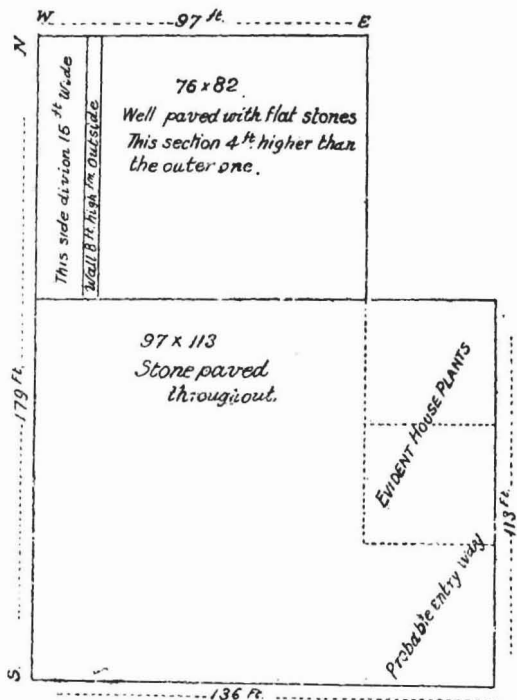 W.
97 ft.
E
N
This side divion 15 ft Wide
Wall 8 ft. high fm Outside
76 x 82
Well paved with flat stones
This section 4 ft. higher than
the outer one.
179 Ft.
97 x 113
Stone paved
throughout.
EVIDENT HOUSE PLANTS
Probable entry way
113 Ft.
S.
136 Ft.